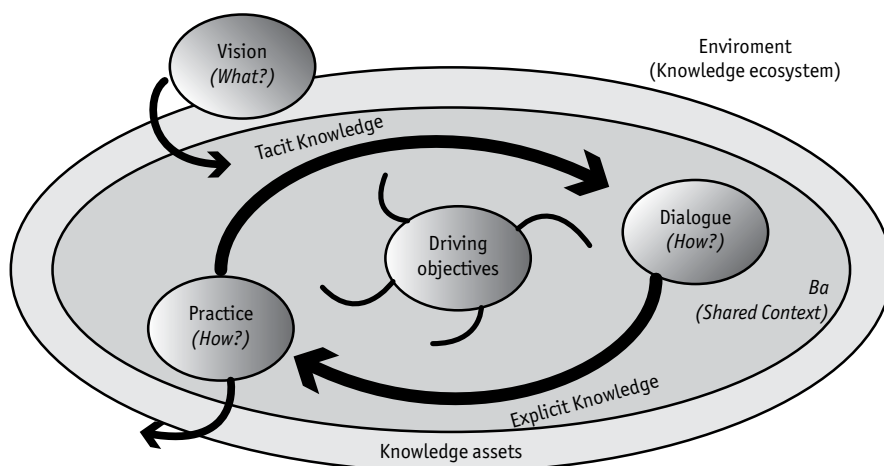 Vision
(What?)
Enviroment
(Knowledge ecosystem)
Tacit Knowledge
Dialogue
(How?)
Driving
objectives
Ba
(Shared Context)
Practice
(How?)
Explicit Knowledge
Knowledge assets